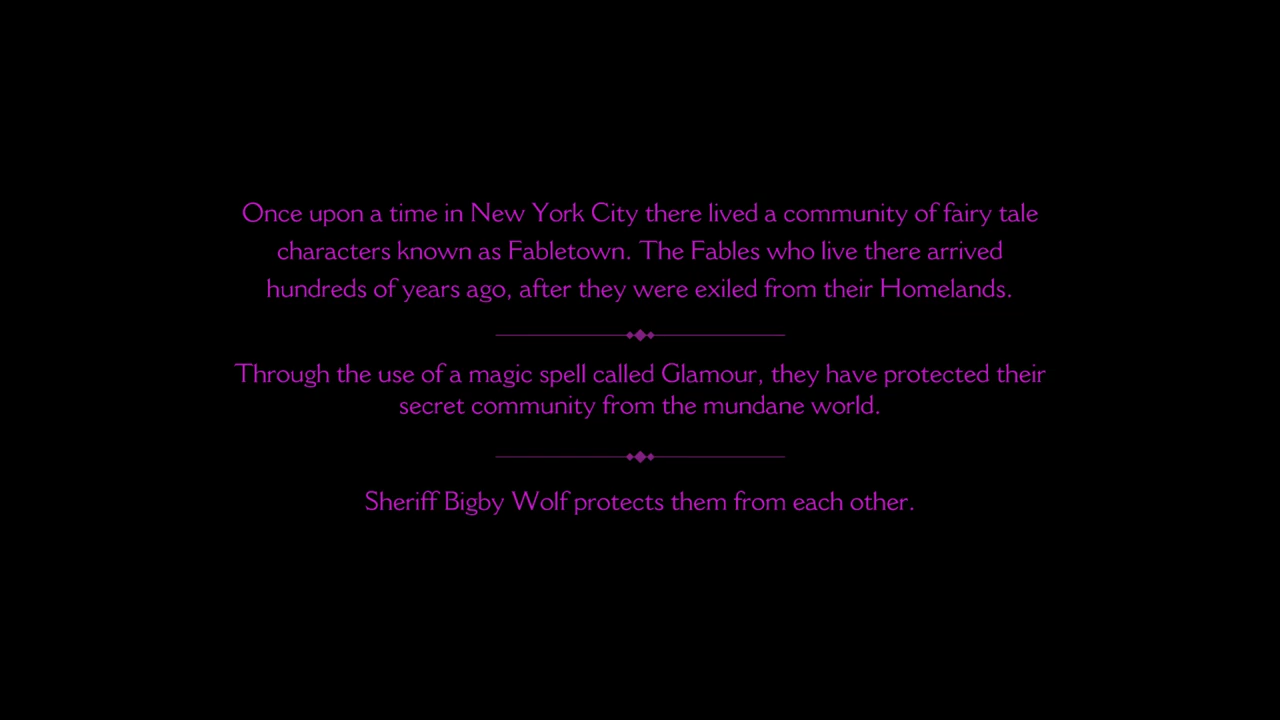 Once upon a time in New York City there lived a community of fairy tale
characters known as Fabletown. The Fables who live there arrived
hundreds of years ago, after they were exiled from their Homelands.
Through the use of a magic spell called Glamour, they have protected their
secret community from the mundane world.
Sheriff Bigby Wolf protects them from each other.